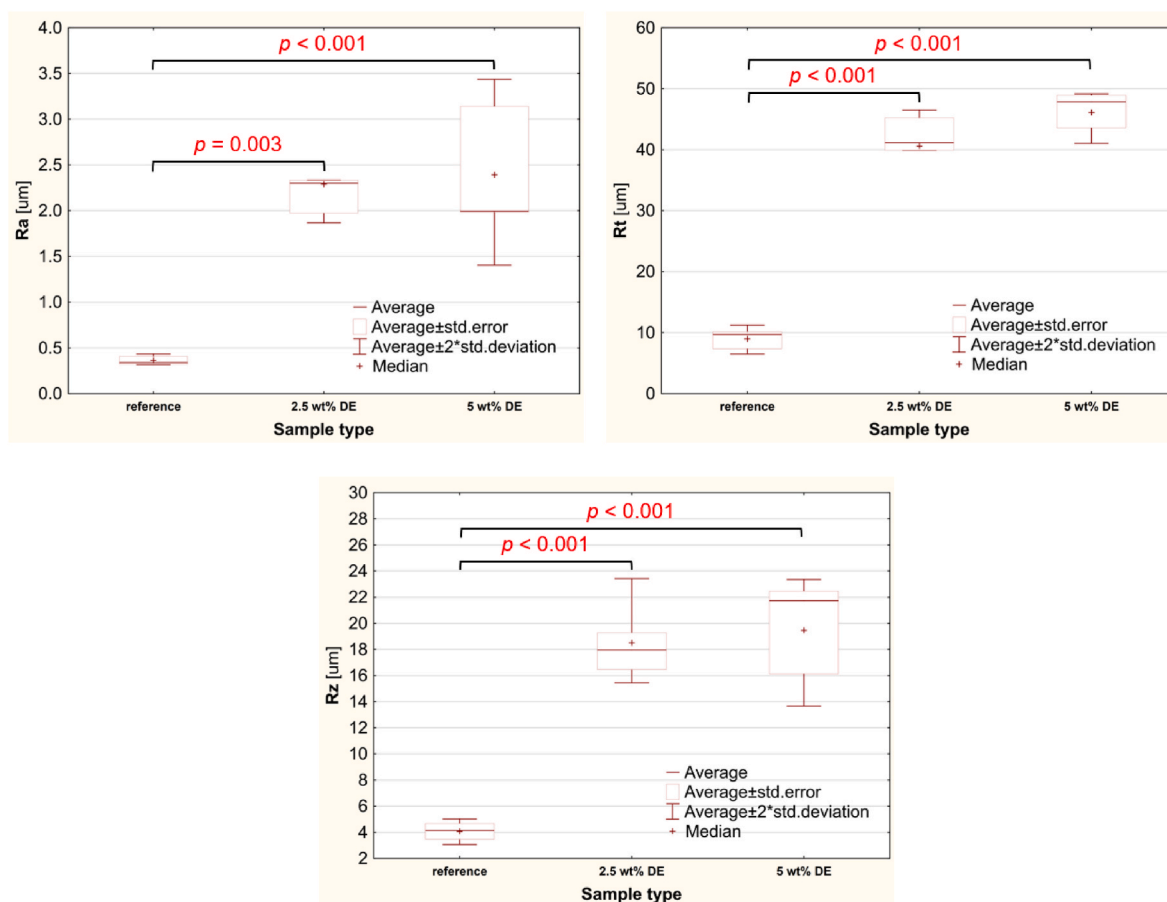 p < 0.001
p = 0.003
Ra [um]
4.0
3.5
3.0
2.5
2.0
1.5
1.0
0.5
0.0
Average
Average±std.error
Average±2*std.deviation
Median
reference 2.5 wt% DE 5 wt% DE
Sample type
p < 0.001
p < 0.001
Rt [um]
60
50
40
30
20
10
0
Average
Average±std.error
Average±2*std.deviation
Median
reference 2.5 wt% DE 5 wt% DE
Sample type
p < 0.001
p < 0.001
Rz [um]
30
28
26
24
22
20
18
16
14
12
10
8
6
4
2
Average
Average±std.error
Average±2*std.deviation
Median
reference 2.5 wt% DE 5 wt% DE
Sample type